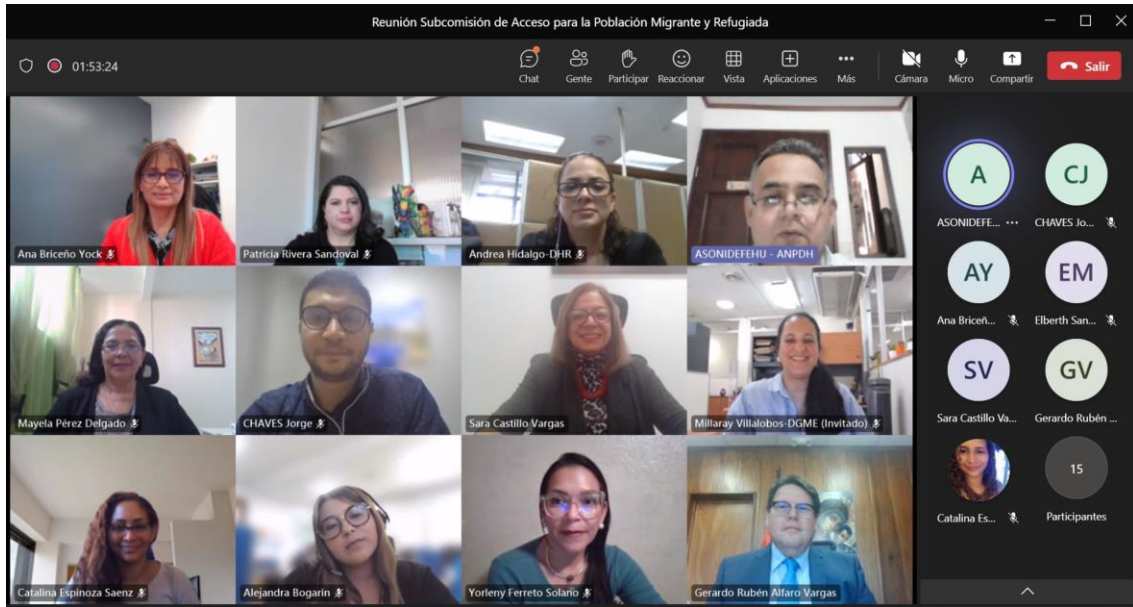 Reunión Subcomisión de Acceso para la Población Migrante y Refugiada
01:53:24
Chat
Gente
Participar
Reaccionar
Vista
Aplicaciones
Más
Cámara
Micro
Compartir
Salir
Ana Briceño Yock
Patricia Rivera Sandoval
Andrea Hidalgo-DHR
ASONIDEFEHU - ANPDH
Mayela Pérez Delgado
CHAVES Jorge
Sara Castillo Vargas
Millaray Villalobos-DGME (Invitado)
Catalina Espinoza Saenz
Alejandra Bogarin
Yorleny Ferreto Solano
Gerardo Rubén Alfaro Vargas
A
CJ
ASONIDEFE... ···
CHAVES Jo...
AY
EM
Ana Briceñ...
Elberth San...
SV
GV
Sara Castillo Va...
Gerardo Rubén ...
15
Catalina Es...
Participantes